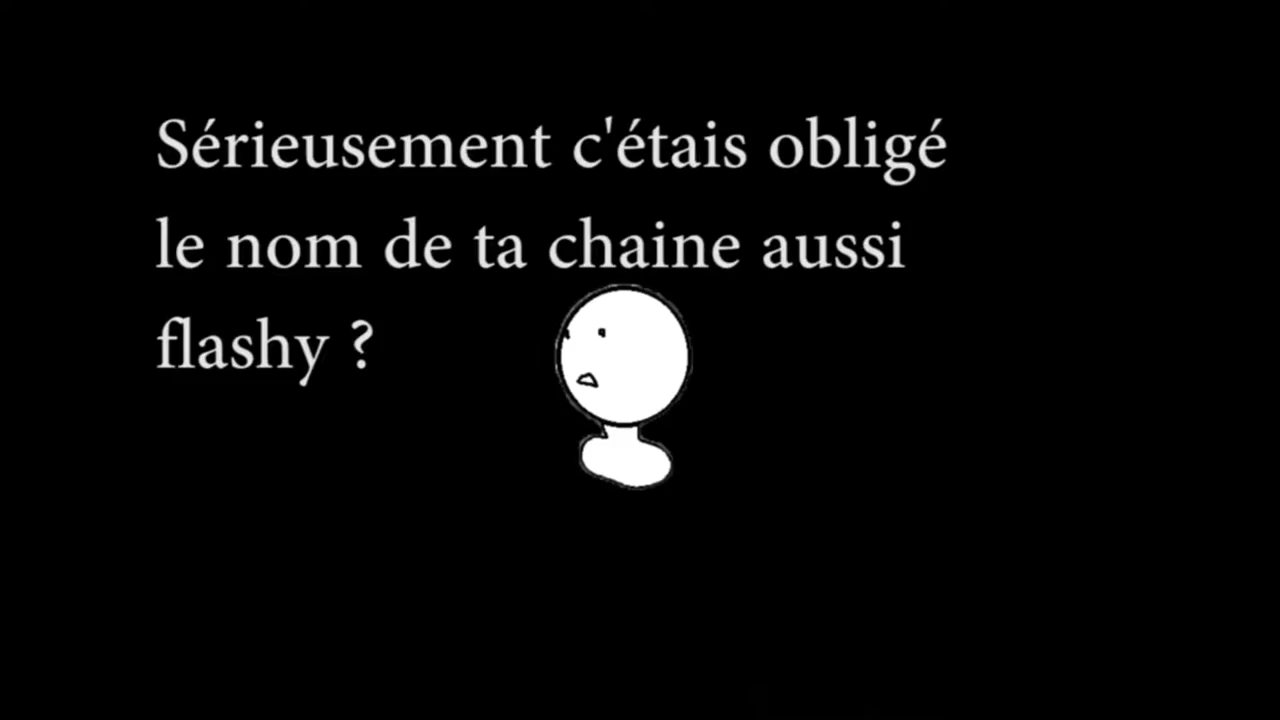 Sérieusement c'étais obligé
le nom de ta chaine aussi
flashy ?